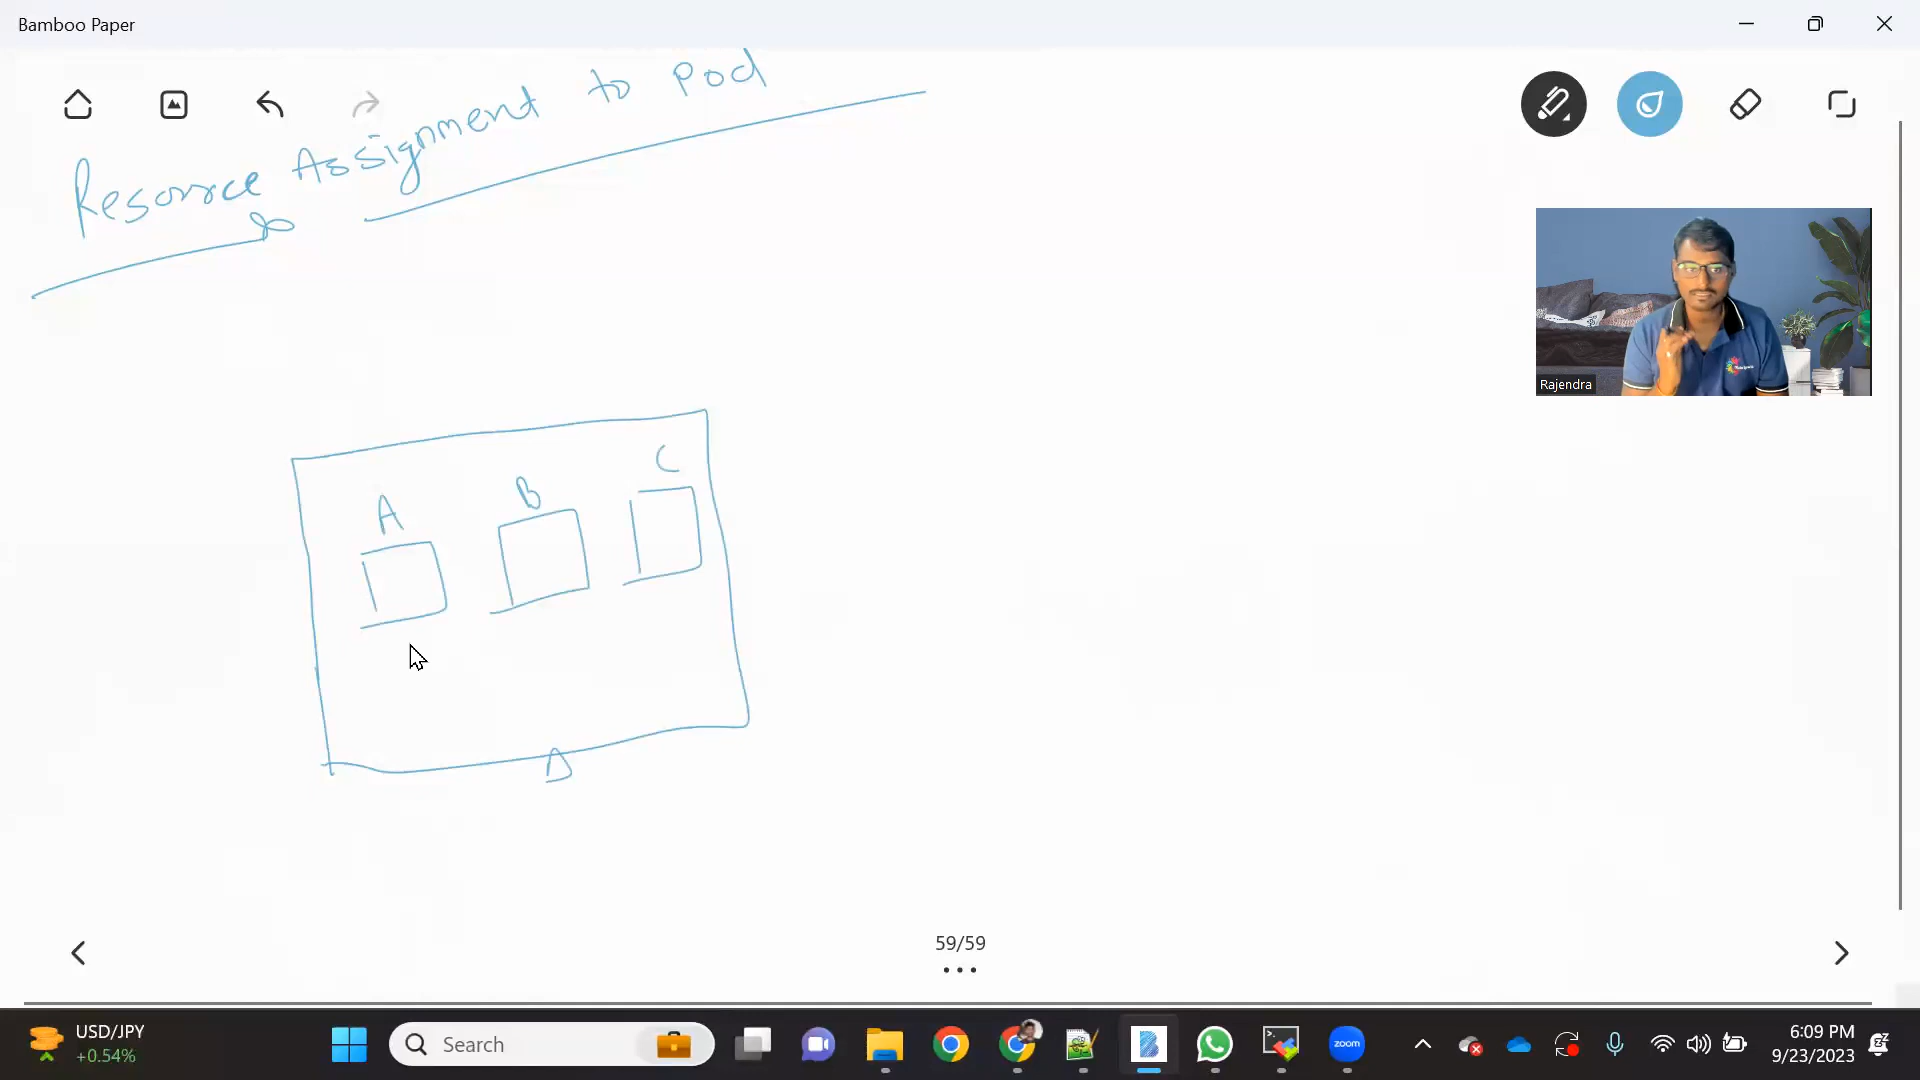 Bamboo Paper
Resource Assignment to Pod
Rajendra
A
B
C
D
59/59
USD/JPY
+0.54%
Search
zoom
6:09 PM
9/23/2023